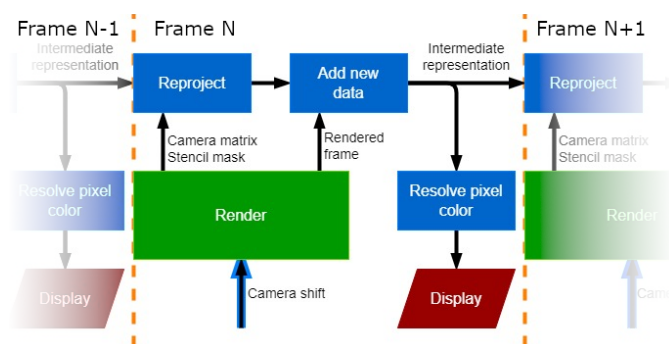 Frame N-1
Frame N
Frame N+1
Intermediate
representation
Reproject
Add new
data
Intermediate
representation
Reproject
Camera matrix
Stencil mask
Rendered
frame
Camera matrix
Stencil mask
Resolve pixel
color
Render
Resolve pixel
color
Render
Display
Camera shift
Display